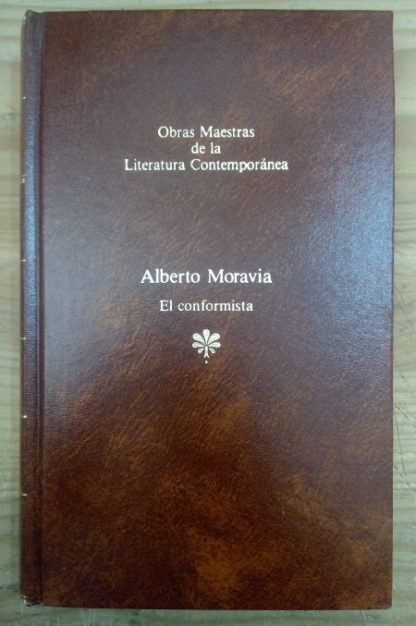 Obras Maestras
de la
Literatura Contemporánea
Alberto Moravia
El conformista